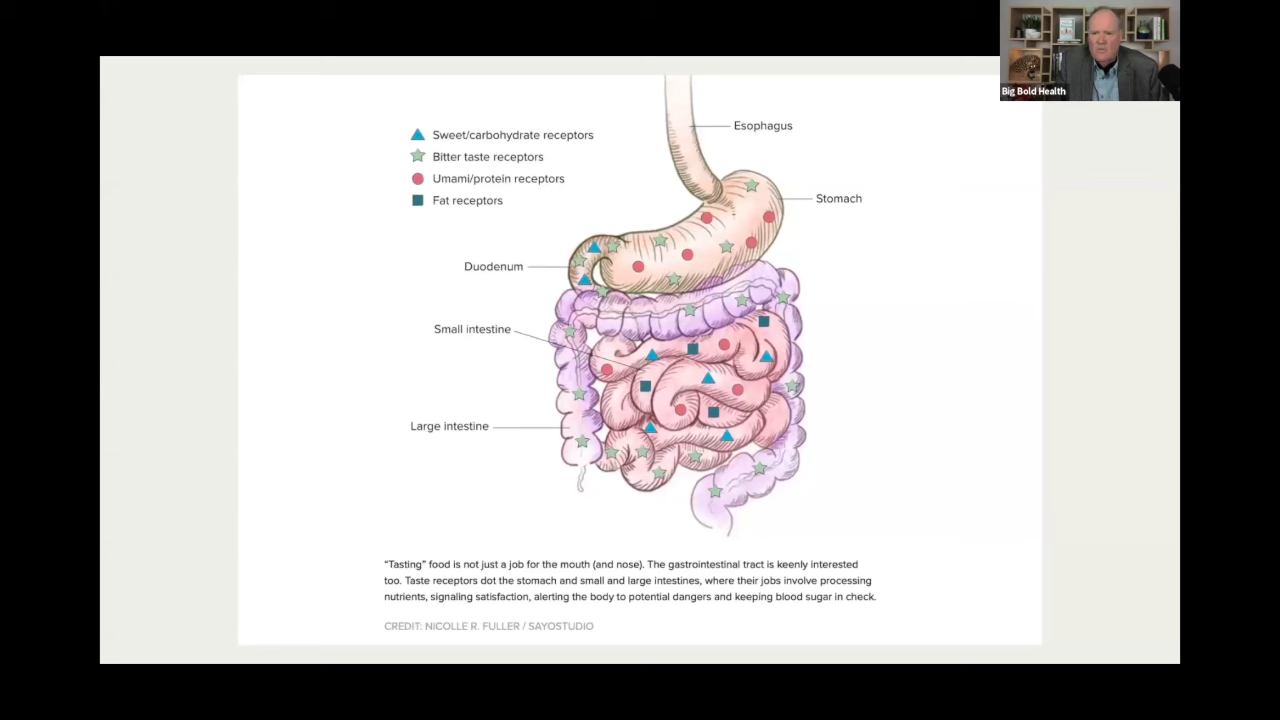 Big Bold Health
Sweet/carbohydrate receptors
Bitter taste receptors
Umami/protein receptors
Fat receptors
Esophagus
Stomach
Duodenum
Small intestine
Large intestine
“Tasting” food is not just a job for the mouth (and nose). The gastrointestinal tract is keenly interested
too. Taste receptors dot the stomach and small and large intestines, where their jobs involve processing
nutrients, signaling satisfaction, alerting the body to potential dangers and keeping blood sugar in check.
CREDIT: NICOLLE R. FULLER / SAYOSTUDIO